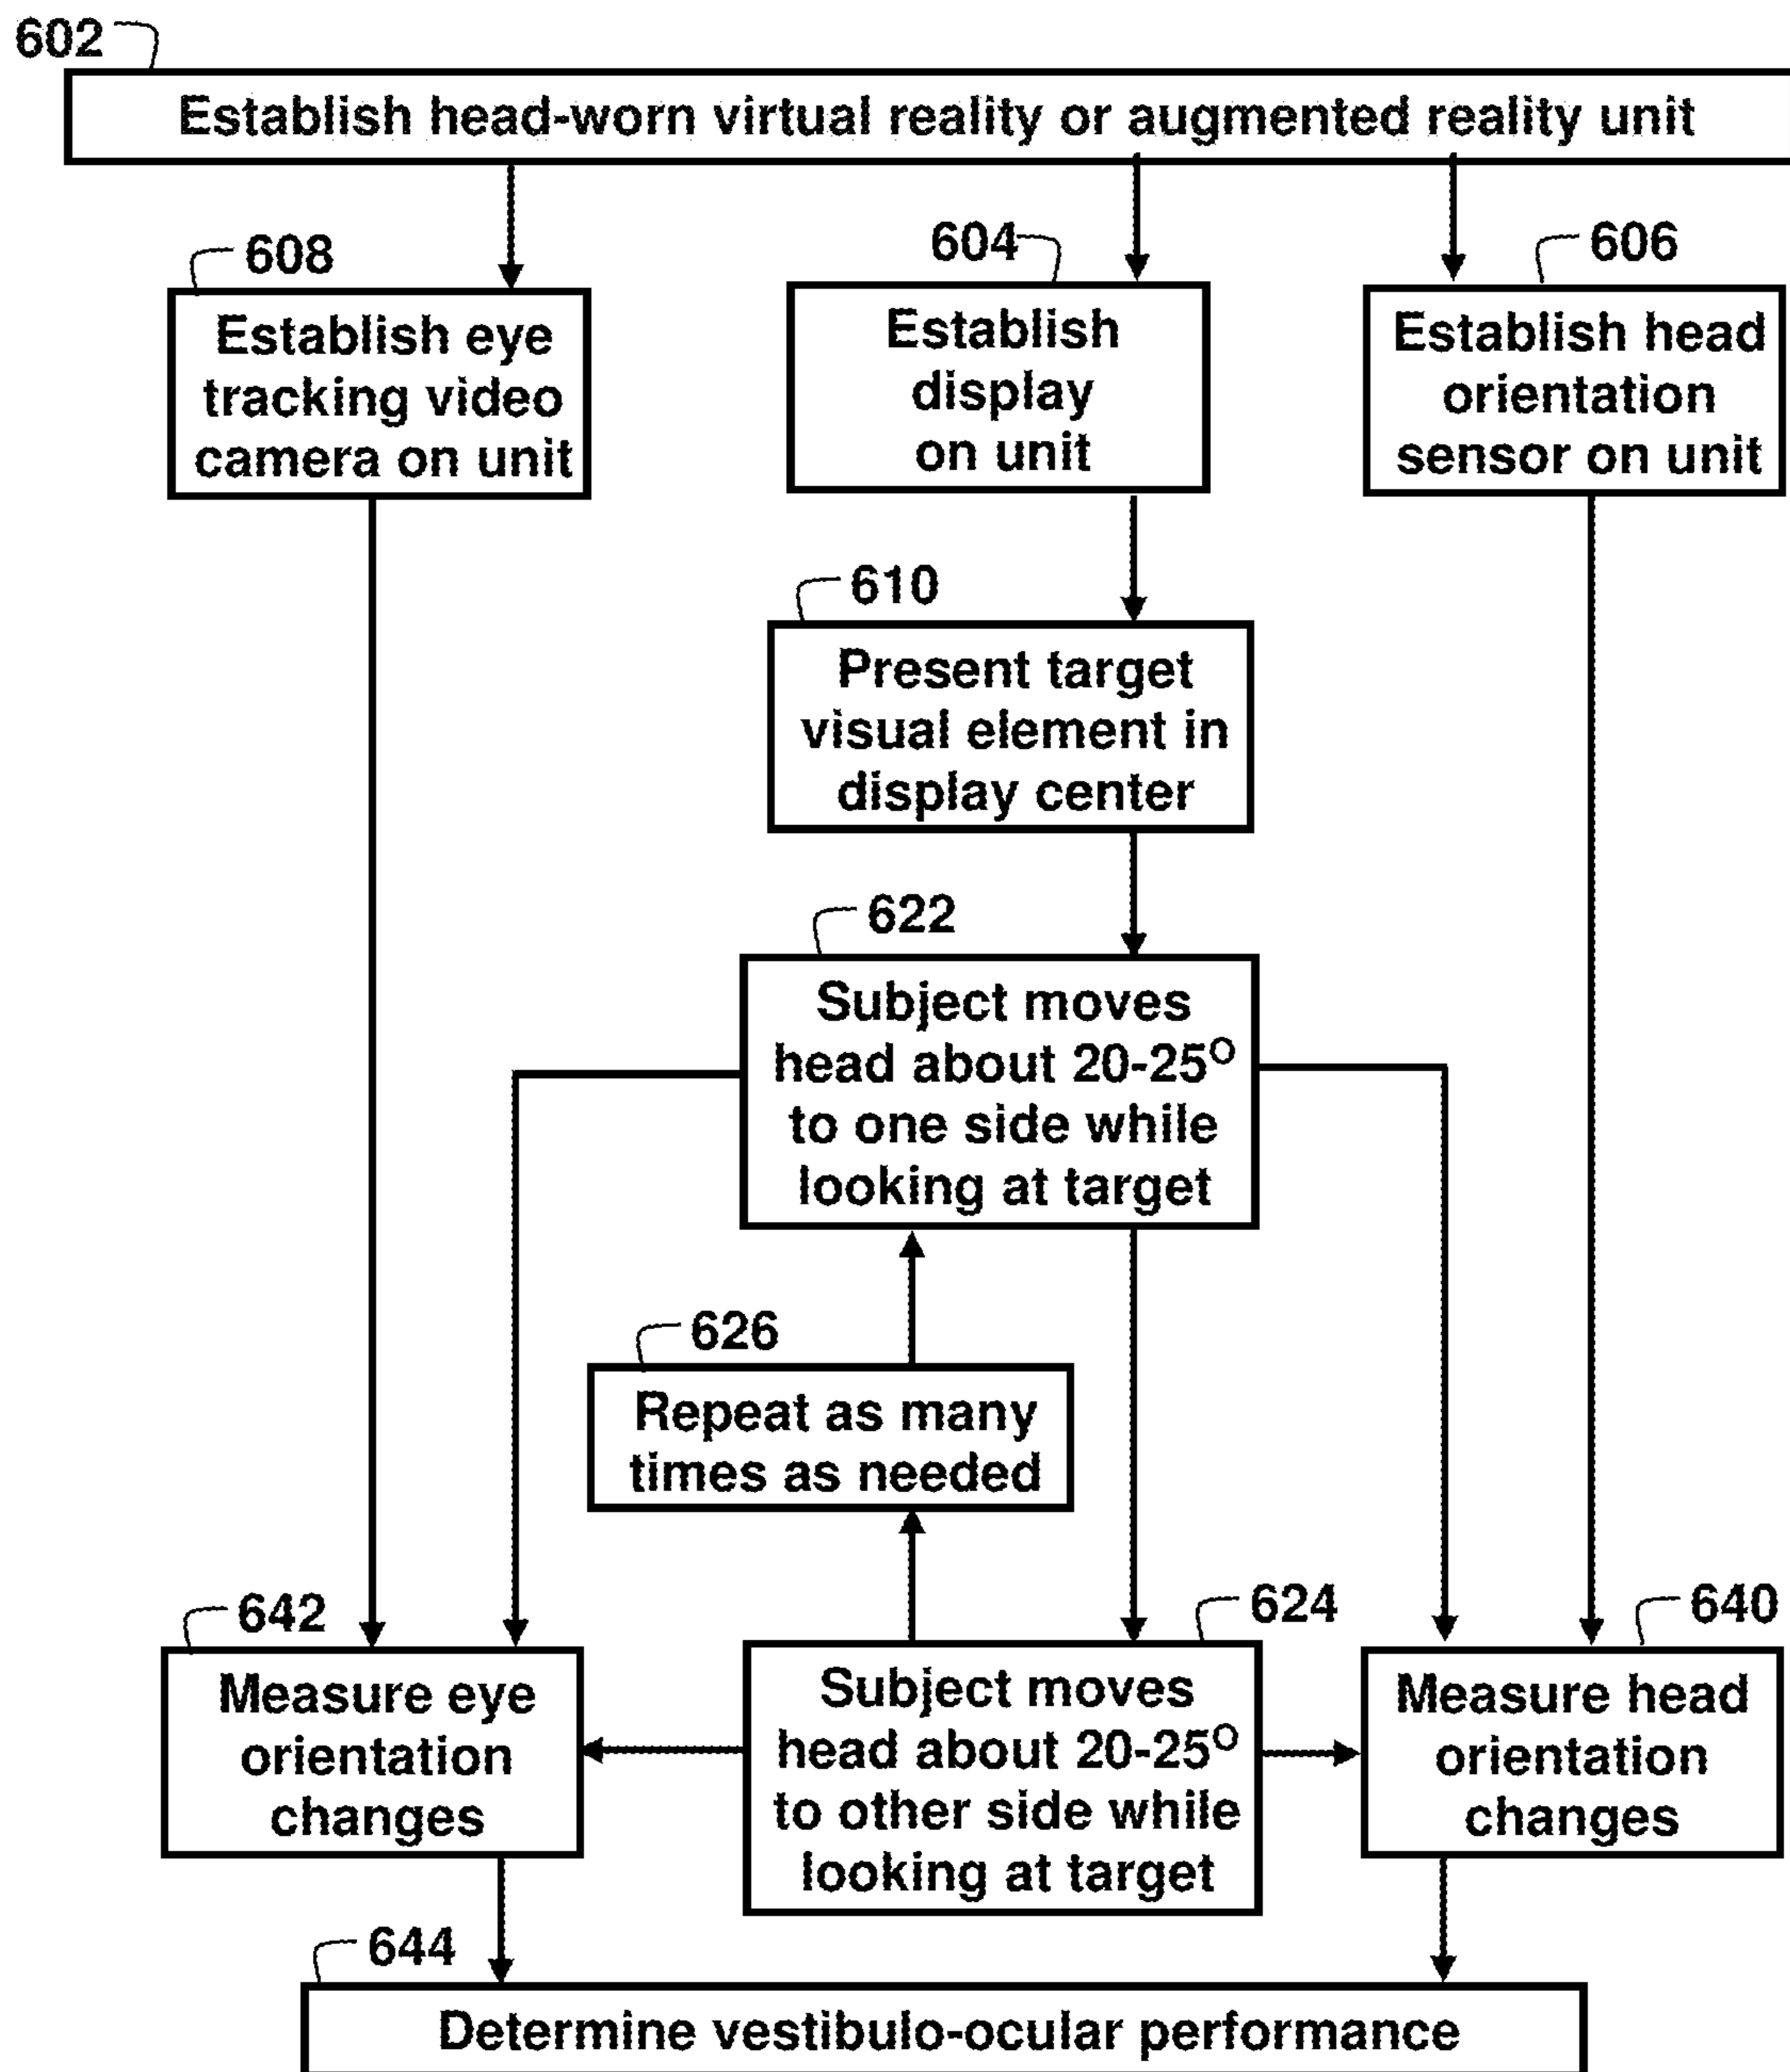 602
Establish head-worn virtual reality or augmented reality unit
608
Establish eye
tracking video
camera on unit
604
Establish
display
on unit
606
Establish head
orientation
sensor on unit
610
Present target
visual element in
display center
622
Subject moves
head about 20-25°
to one side while
looking at target
626
Repeat as many
times as needed
642
Measure eye
orientation
changes
624
Subject moves
head about 20-25°
to other side while
looking at target
640
Measure head
orientation
changes
644
Determine vestibulo-ocular performance